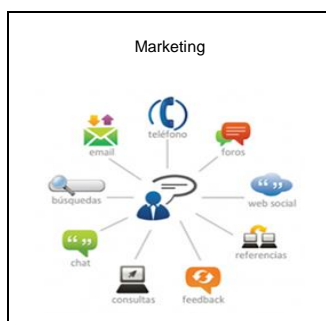 Marketing
teléfono
email
foros
búsquedas
web social
chat
referencias
consultas
feedback